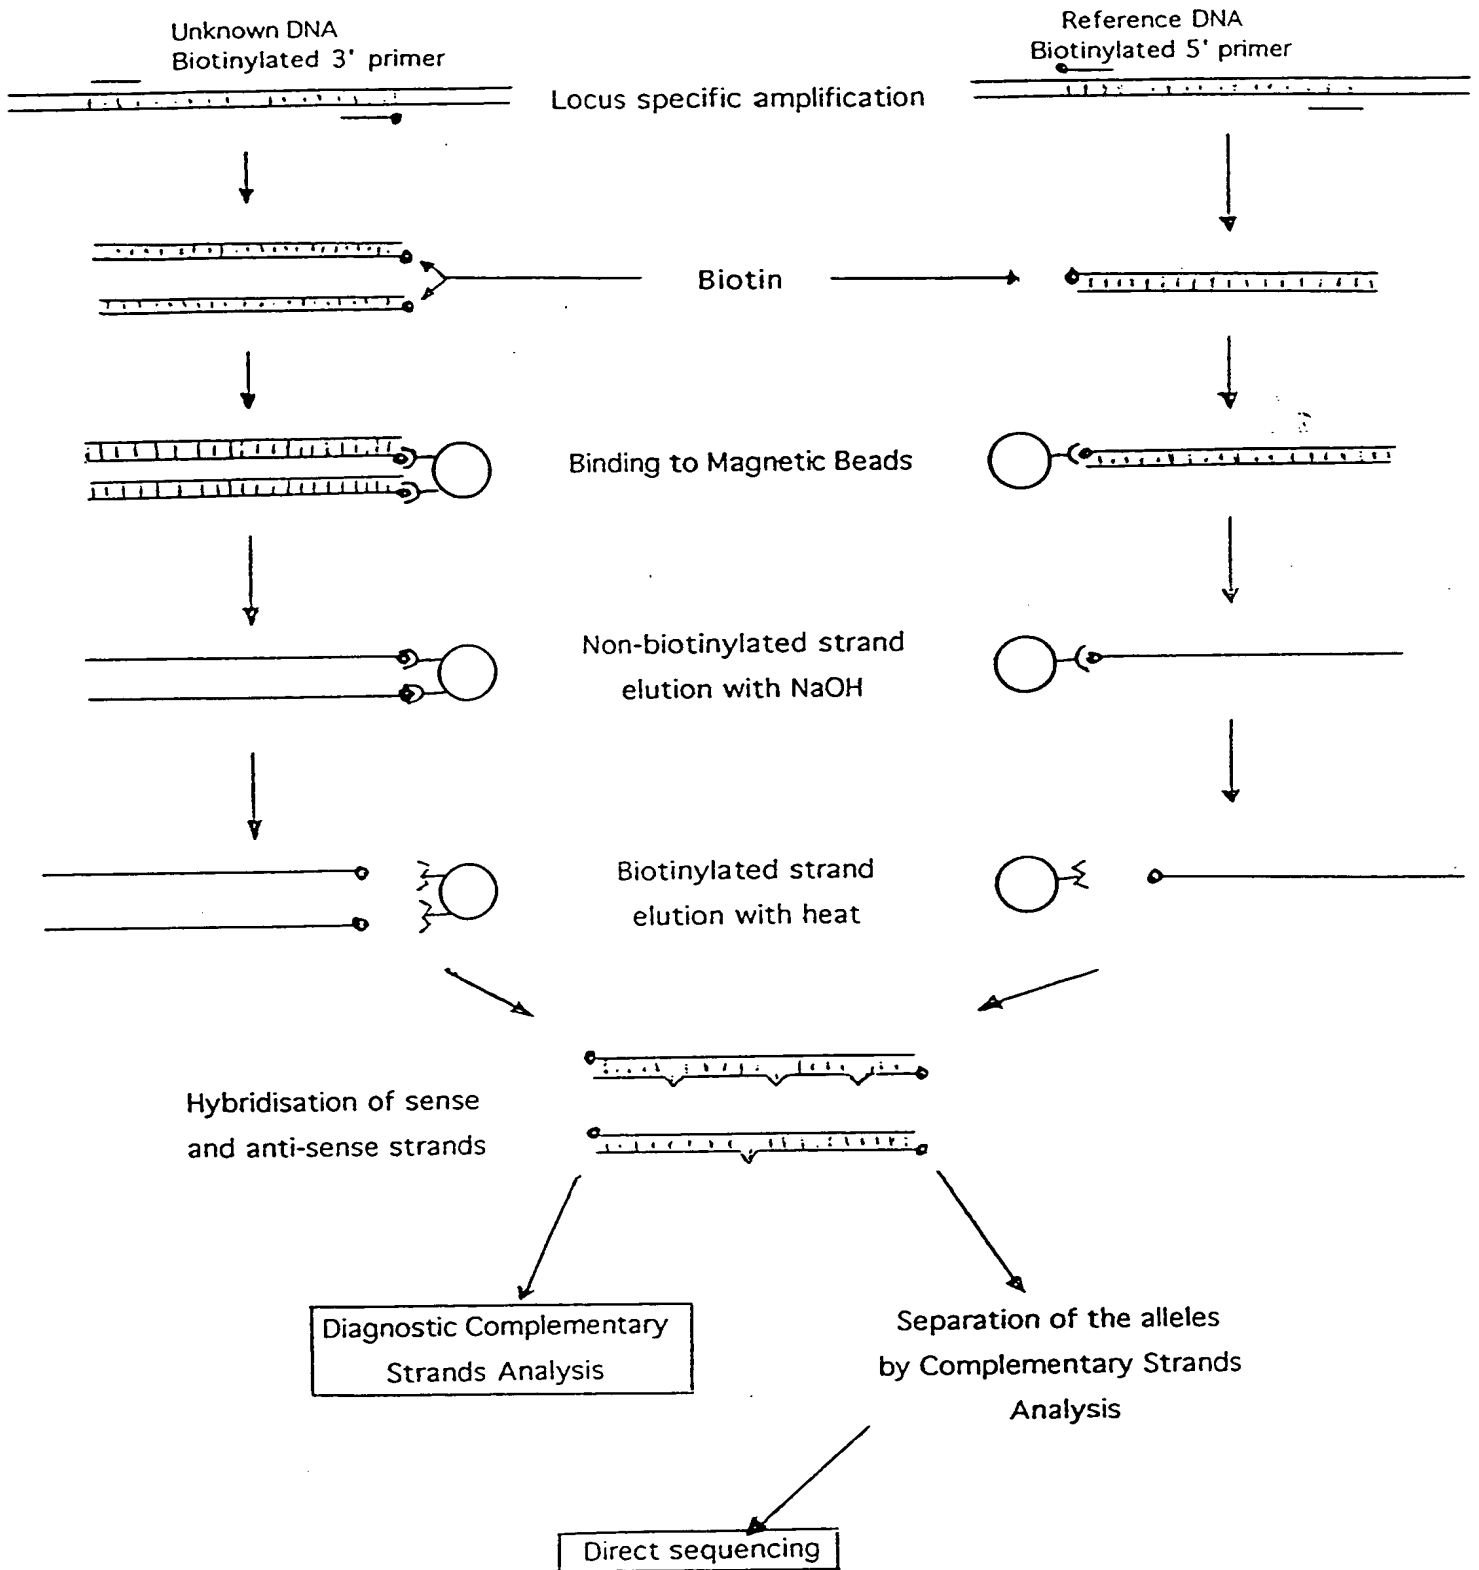 Unknown DNA
Biotinylated 3' primer
Reference DNA
Biotinylated 5' primer
Locus specific amplification
Biotin
Binding to Magnetic Beads
Non-biotinylated strand
elution with NaOH
Biotinylated strand
elution with heat
Hybridisation of sense
and anti-sense strands
Diagnostic Complementary
Strands Analysis
Separation of the alleles
by Complementary Strands
Analysis
Direct sequencing